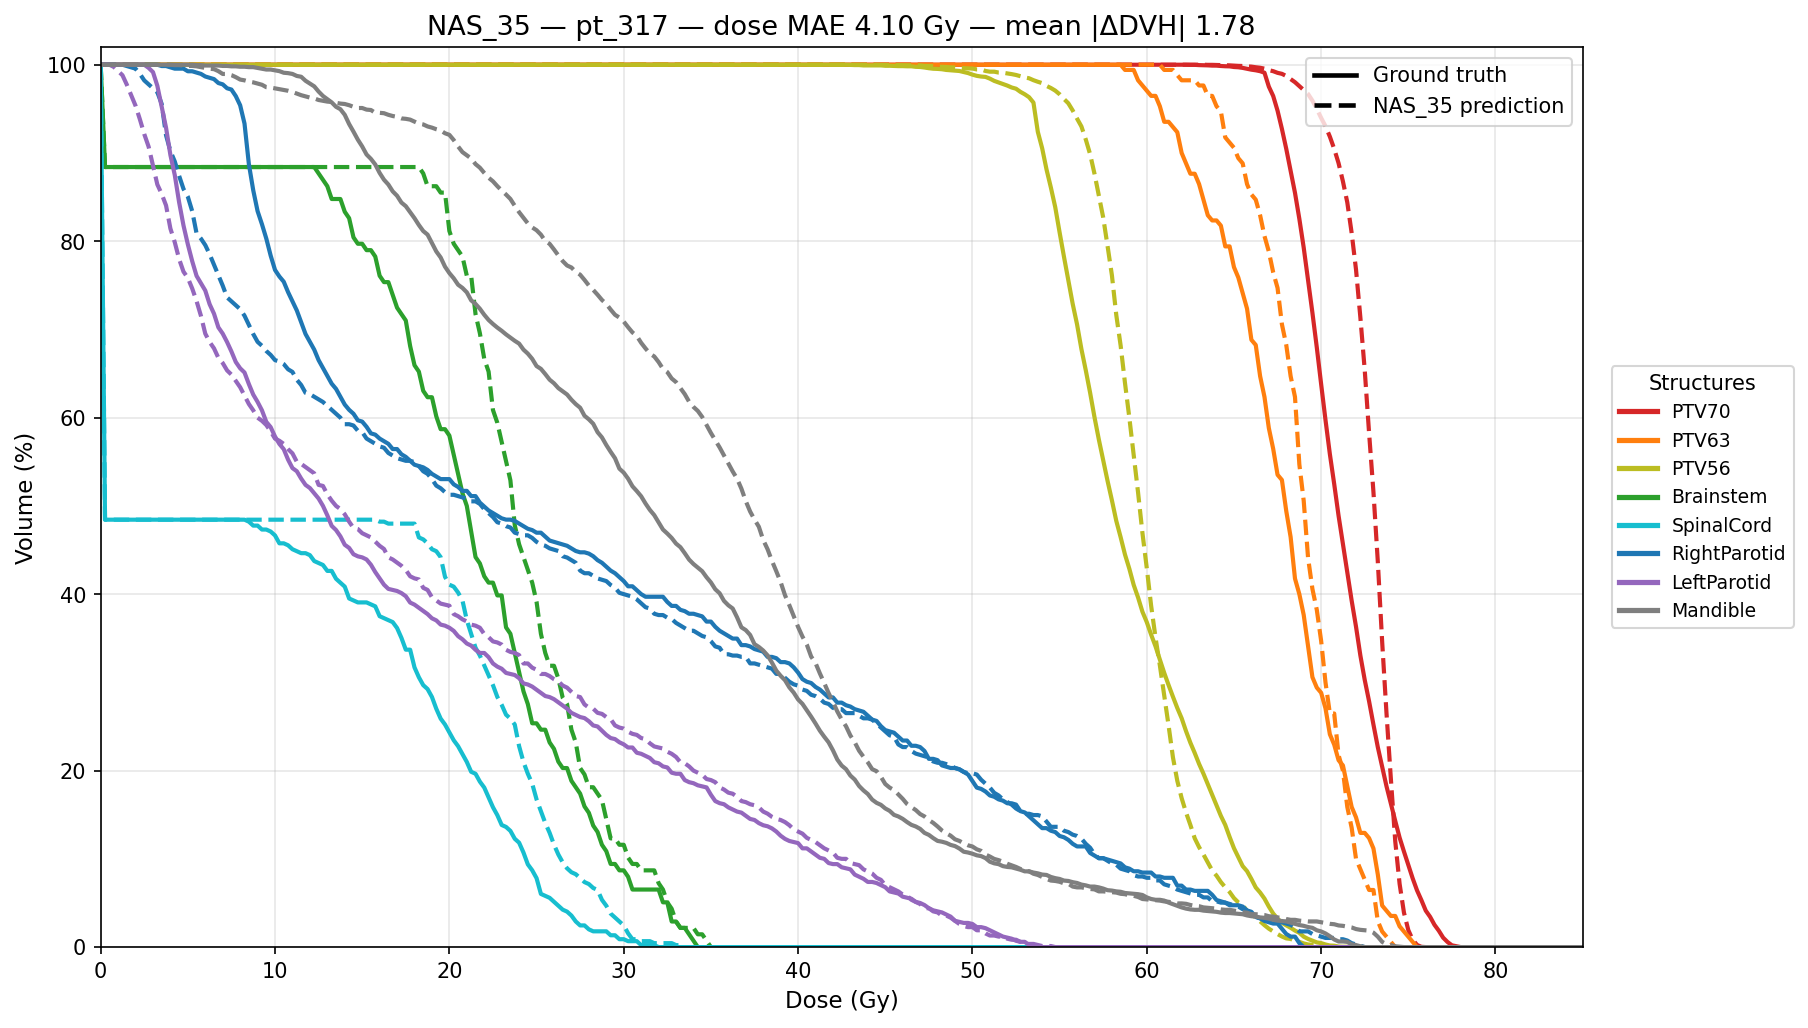 NAS_35 — pt_317 — dose MAE 4.10 Gy — mean |ΔDVH| 1.78
Ground truth
NAS_35 prediction
Volume (%)
100
80
60
40
20
0
0 10 20 30 40 50 60 70 80
Dose (Gy)
Structures
PTV70
PTV63
PTV56
Brainstem
SpinalCord
RightParotid
LeftParotid
Mandible